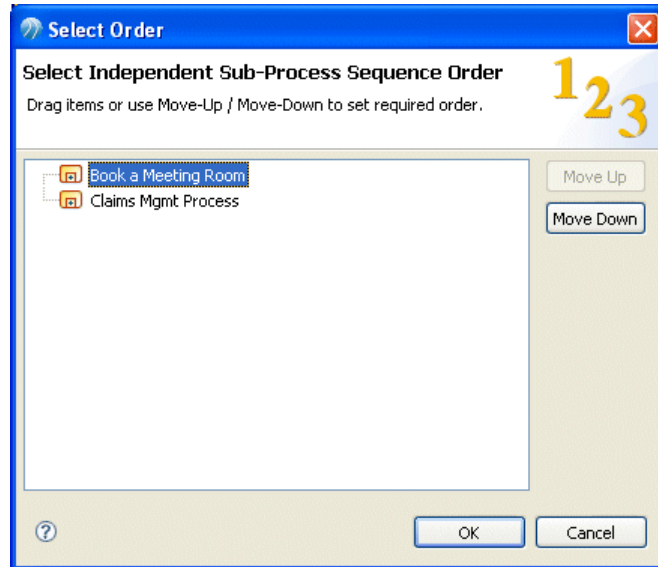 Select Order
Select Independent Sub-Process Sequence Order
Drag items or use Move-Up / Move-Down to set required order.
123
Book a Meeting Room
Claims Mgmt Process
Move Up
Move Down
?
OK
Cancel